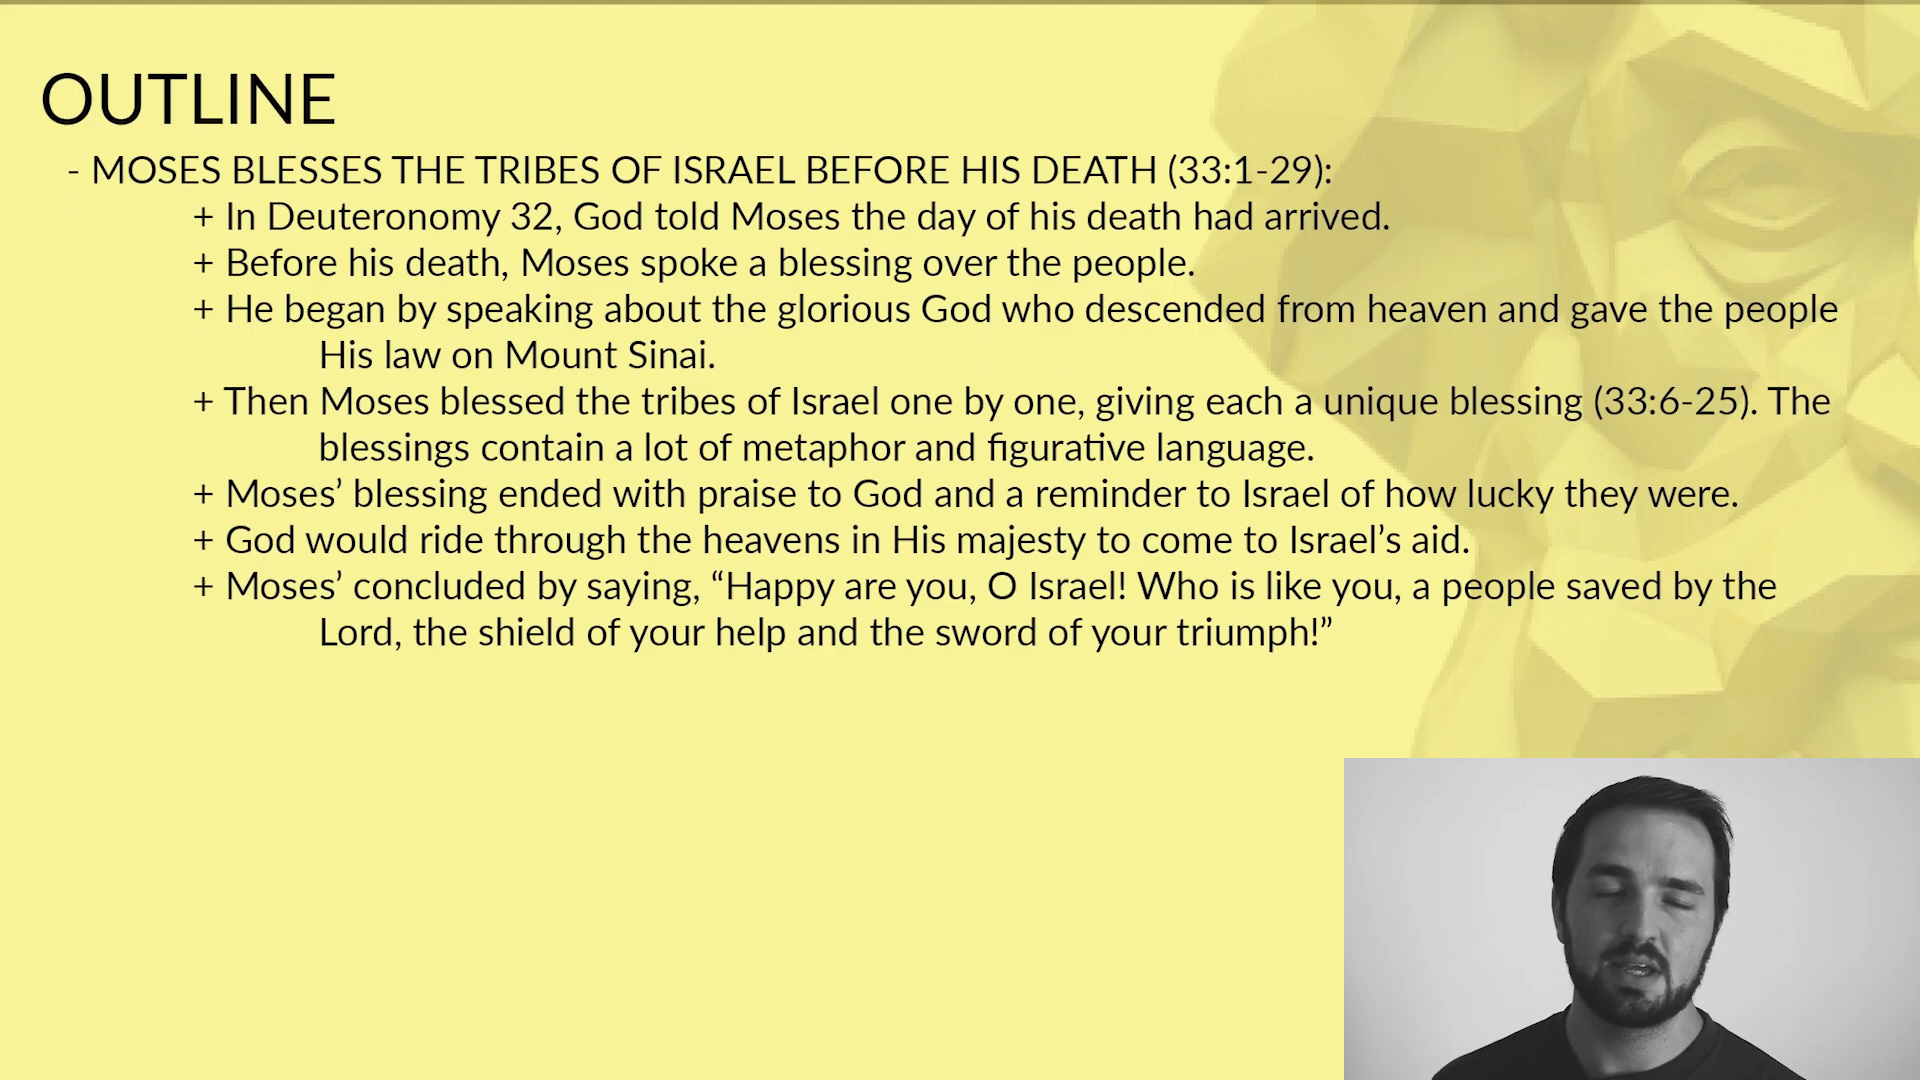 OUTLINE
- MOSES BLESSES THE TRIBES OF ISRAEL BEFORE HIS DEATH (33:1-29):
+ In Deuteronomy 32, God told Moses the day of his death had arrived.
+ Before his death, Moses spoke a blessing over the people.
+ He began by speaking about the glorious God who descended from heaven and gave the people
His law on Mount Sinai.
+ Then Moses blessed the tribes of Israel one by one, giving each a unique blessing (33:6-25). The
blessings contain a lot of metaphor and figurative language.
+ Moses’ blessing ended with praise to God and a reminder to Israel of how lucky they were.
+ God would ride through the heavens in His majesty to come to Israel’s aid.
+ Moses’ concluded by saying, “Happy are you, O Israel! Who is like you, a people saved by the
Lord, the shield of your help and the sword of your triumph!”